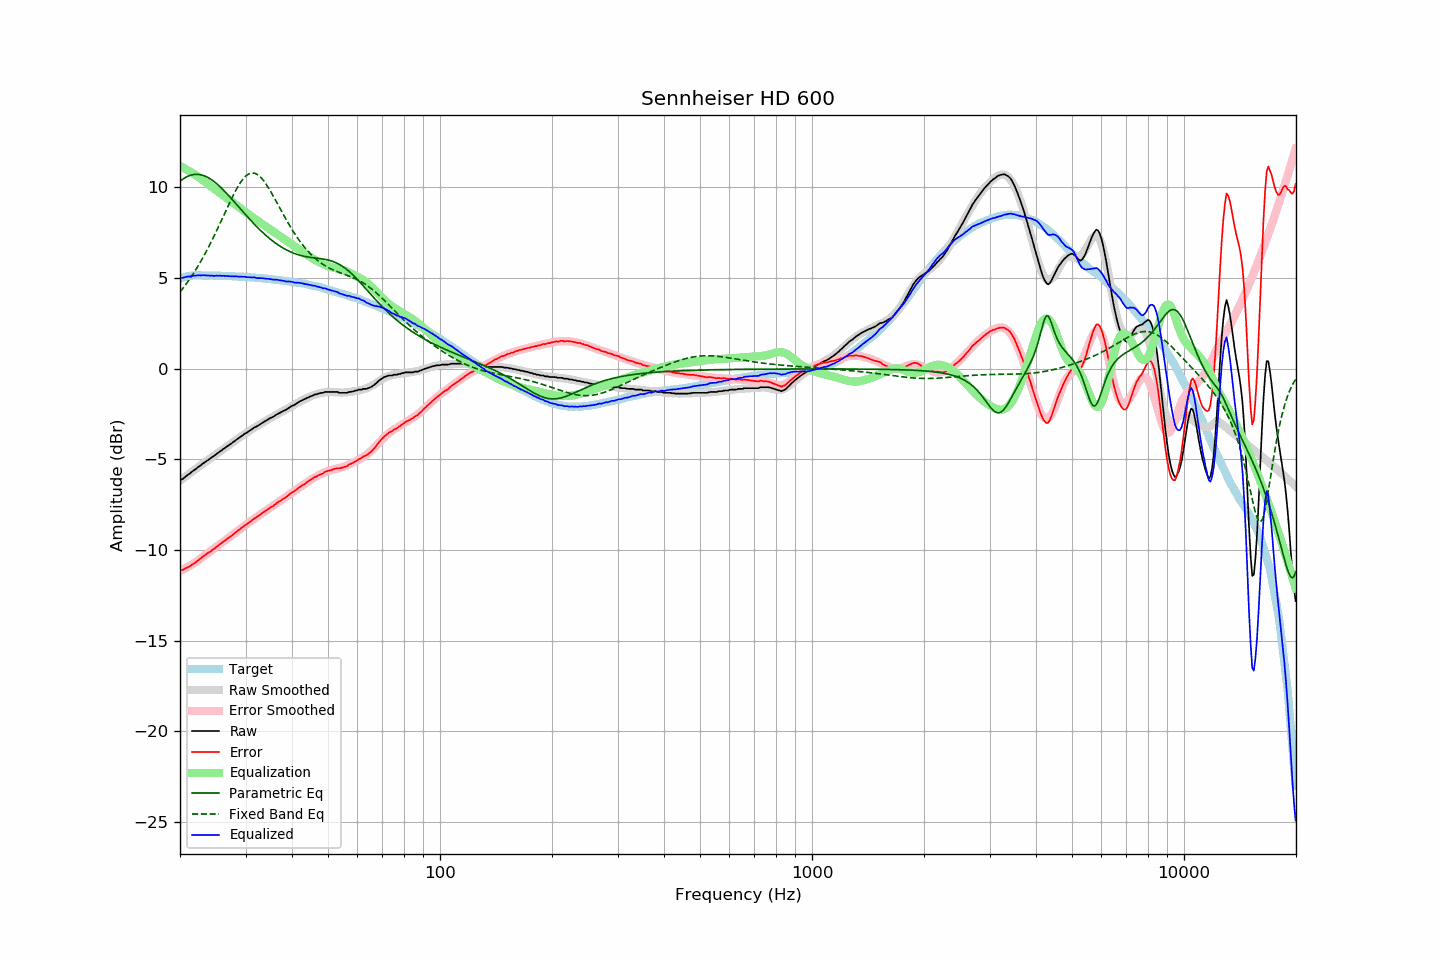 Sennheiser HD 600
Amplitude (dBr)
10
5
0
−5
−10
−15
−20
−25
Target
Raw Smoothed
Error Smoothed
Raw
Error
Equalization
Parametric Eq
Fixed Band Eq
Equalized
100
1000
10000
Frequency (Hz)